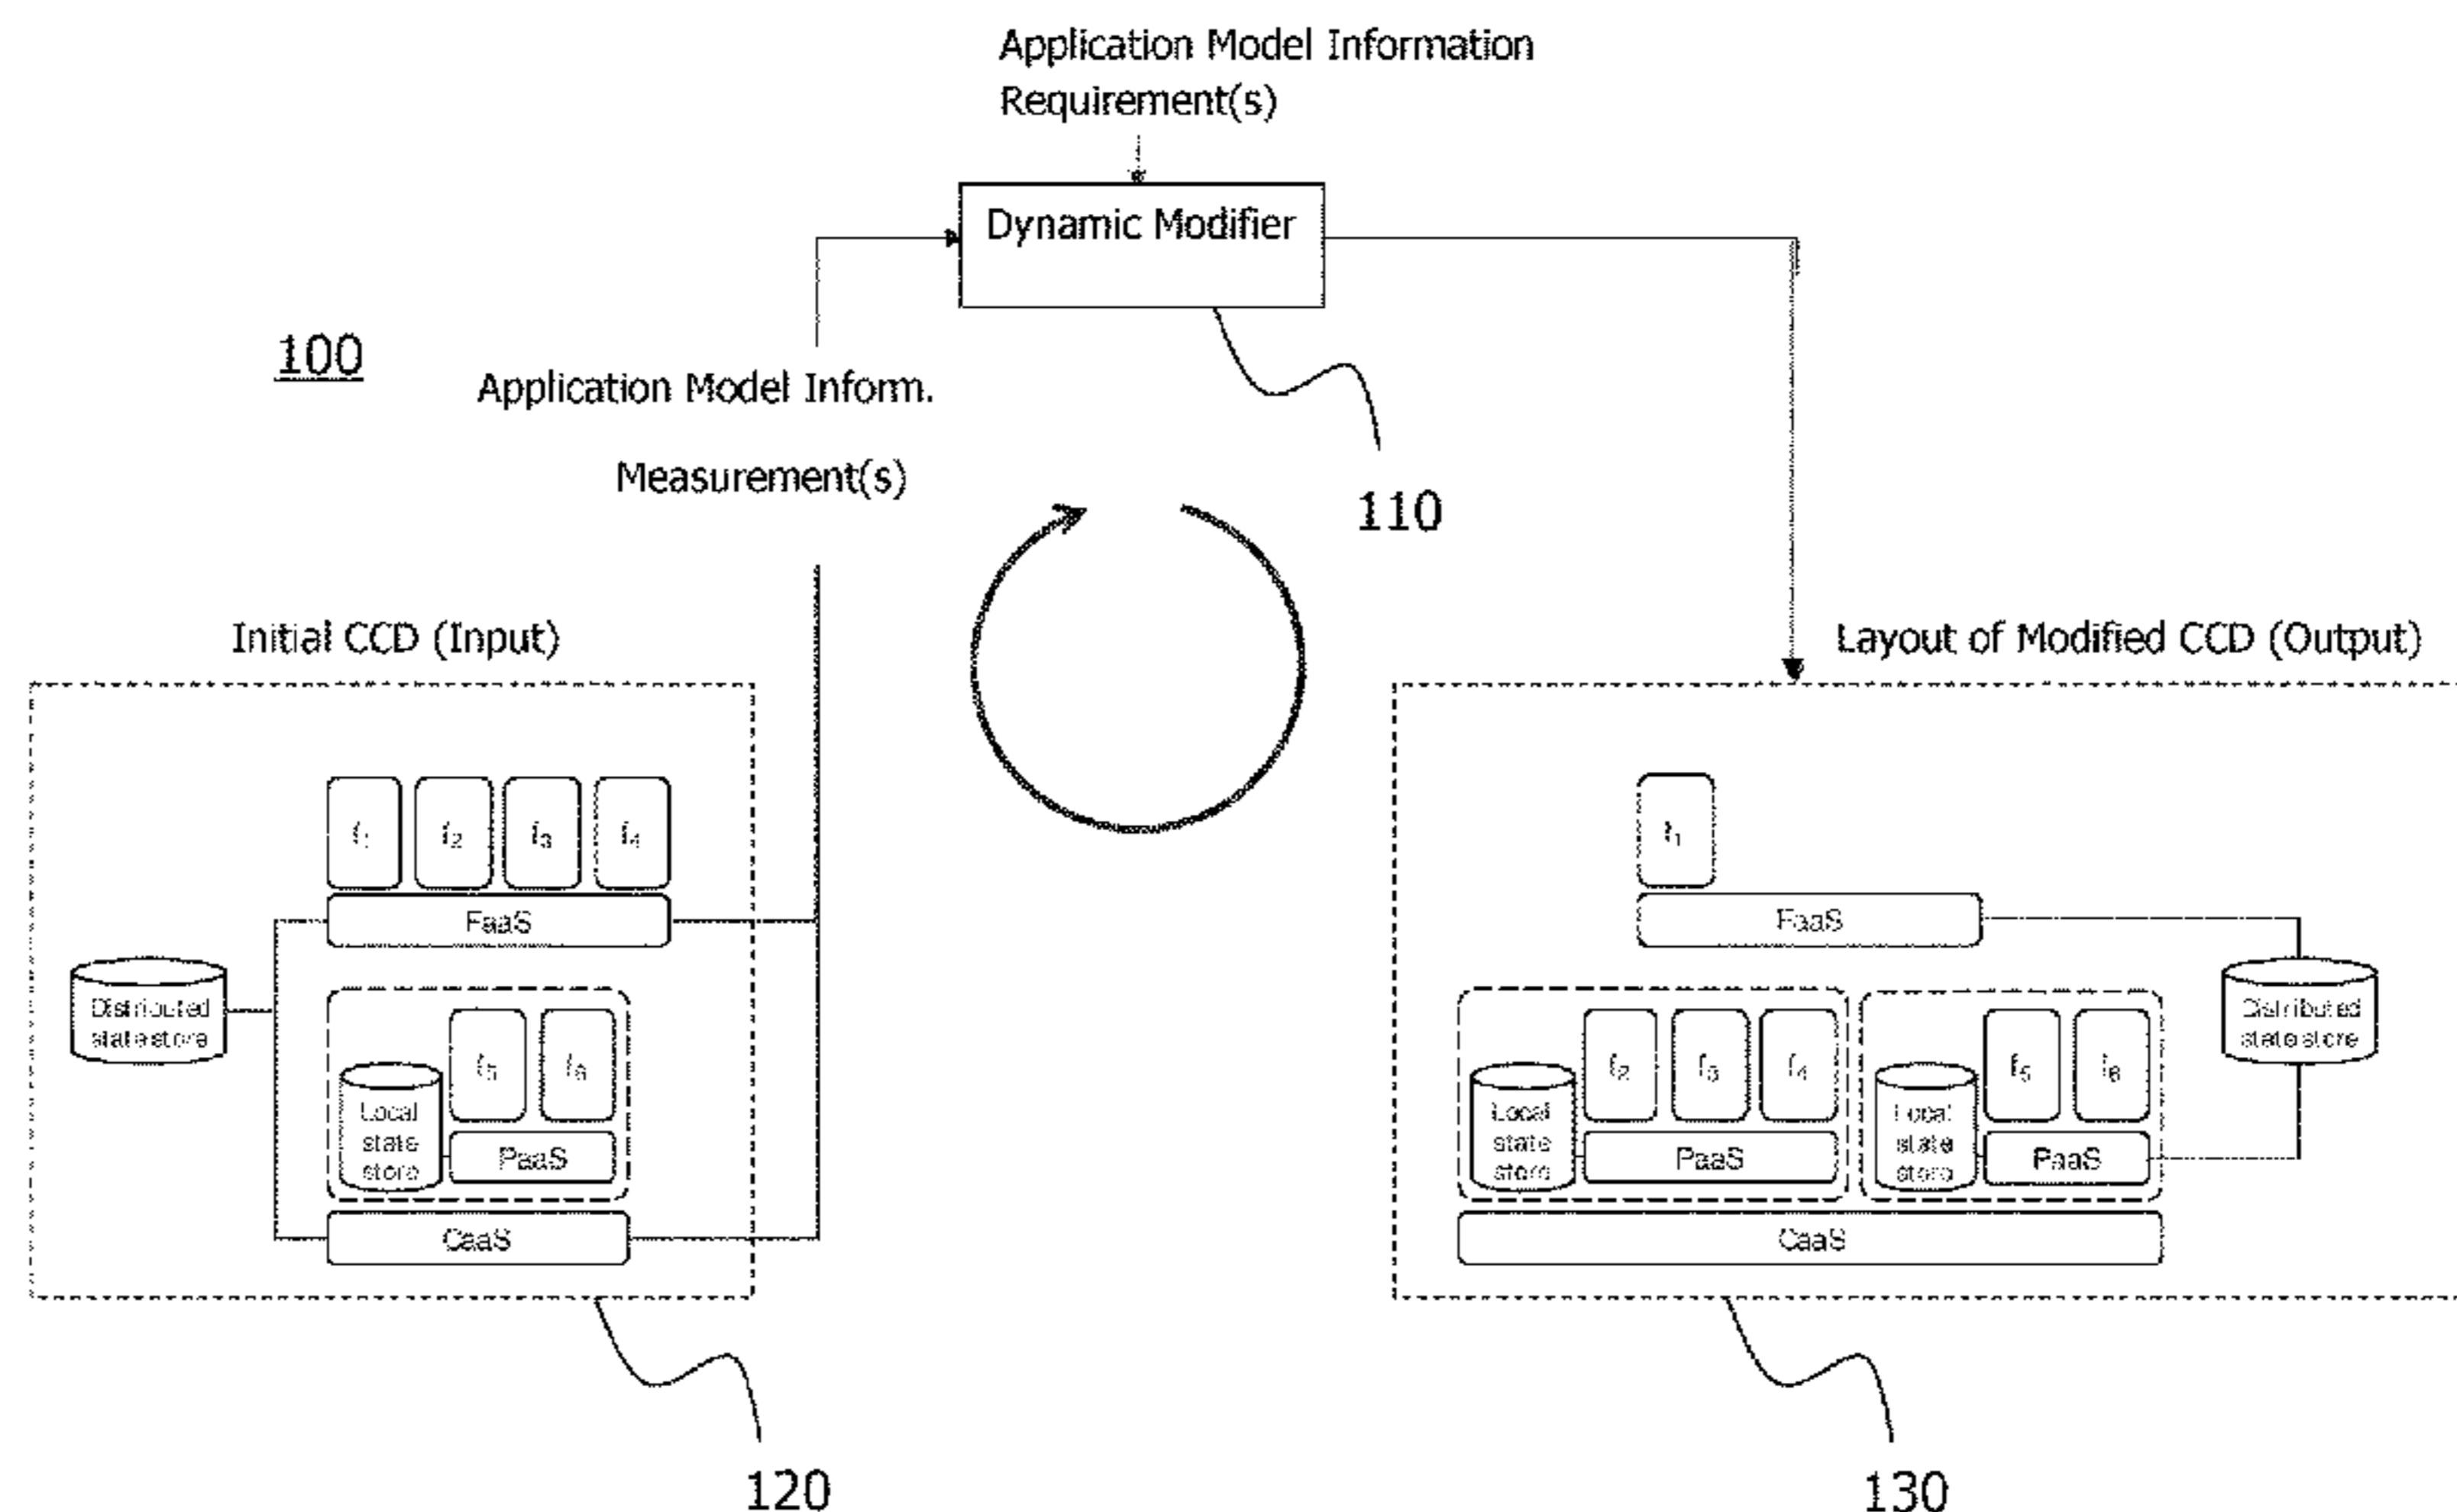 Application Model Information
Requirement(s)
Dynamic Modifier
100
Application Model Inform.
Measurement(s)
110
Initial CCD (Input)
Layout of Modified CCD (Output)
f₁ f₂ f₃ f₄
FaaS
Distributed
state store
f₅ f₆
Local
state
store
PaaS
CaaS
f₁
FaaS
f₂ f₃ f₄
Local
state
store
PaaS
f₅ f₆
Local
state
store
PaaS
Distributed
state store
CaaS
120
130